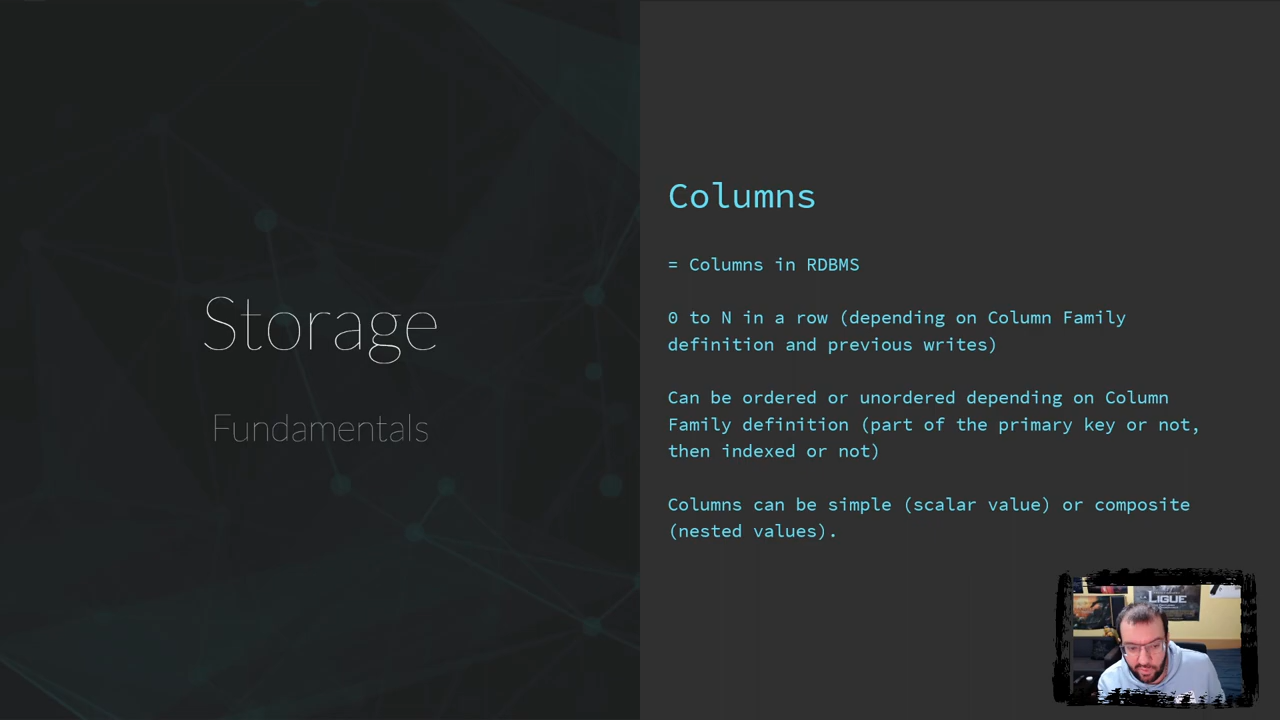 Storage
Fundamentals
Columns
= Columns in RDBMS
0 to N in a row (depending on Column Family
definition and previous writes)
Can be ordered or unordered depending on Column
Family definition (part of the primary key or not,
then indexed or not)
Columns can be simple (scalar value) or composite
(nested values).
LIGUE